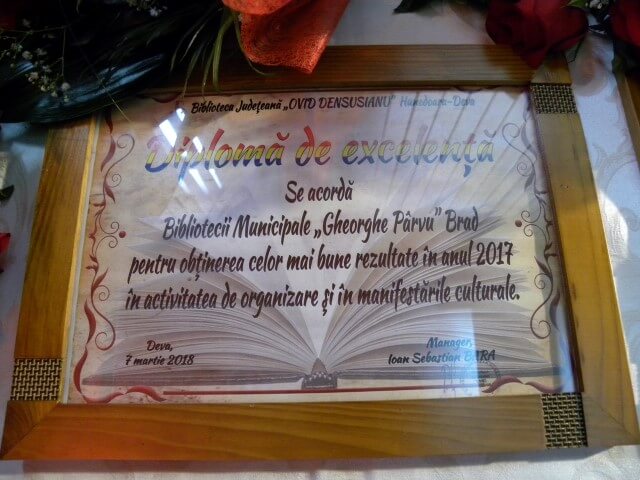 Biblioteca Județeană „OVID DENSUSIANU” Hunedoara-Deva
Diplomă de excelență
Se acordă
Bibliotecii Municipale „Gheorghe Pârvu” Brad
pentru obținerea celor mai bune rezultate în anul 2017
în activitatea de organizare și în manifestările culturale.
Deva,
7 martie 2018
Manager,
Ioan Sebastian BARA